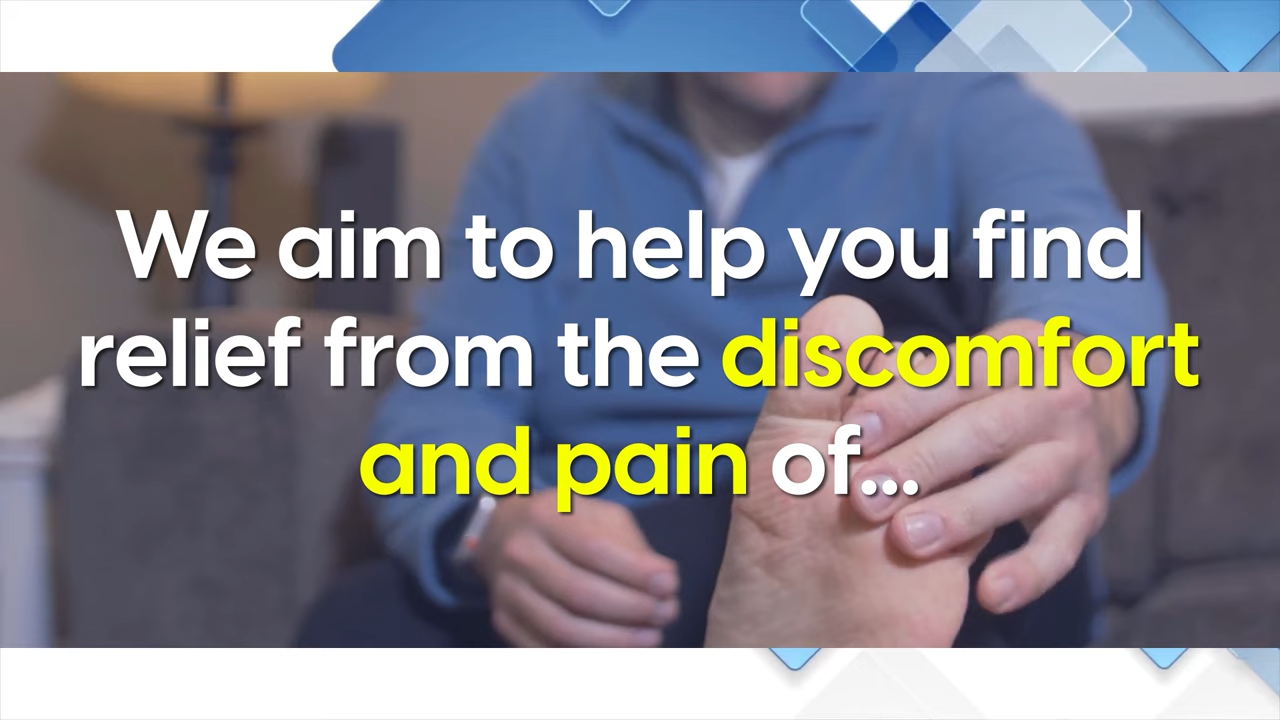 We aim to help you find
relief from the discomfort
and pain of...